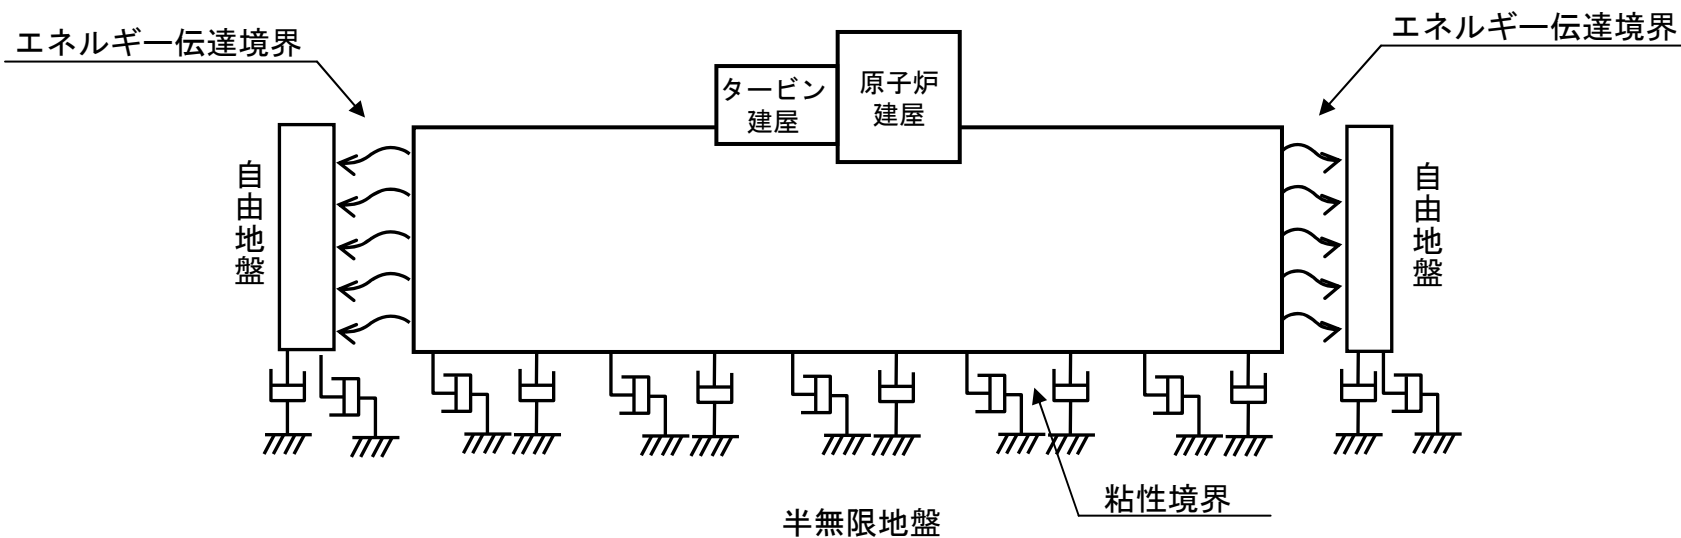 エネルギー伝達境界
エネルギー伝達境界
タービン
建屋
原子炉
建屋
自由地盤
自由地盤
粘性境界
半無限地盤